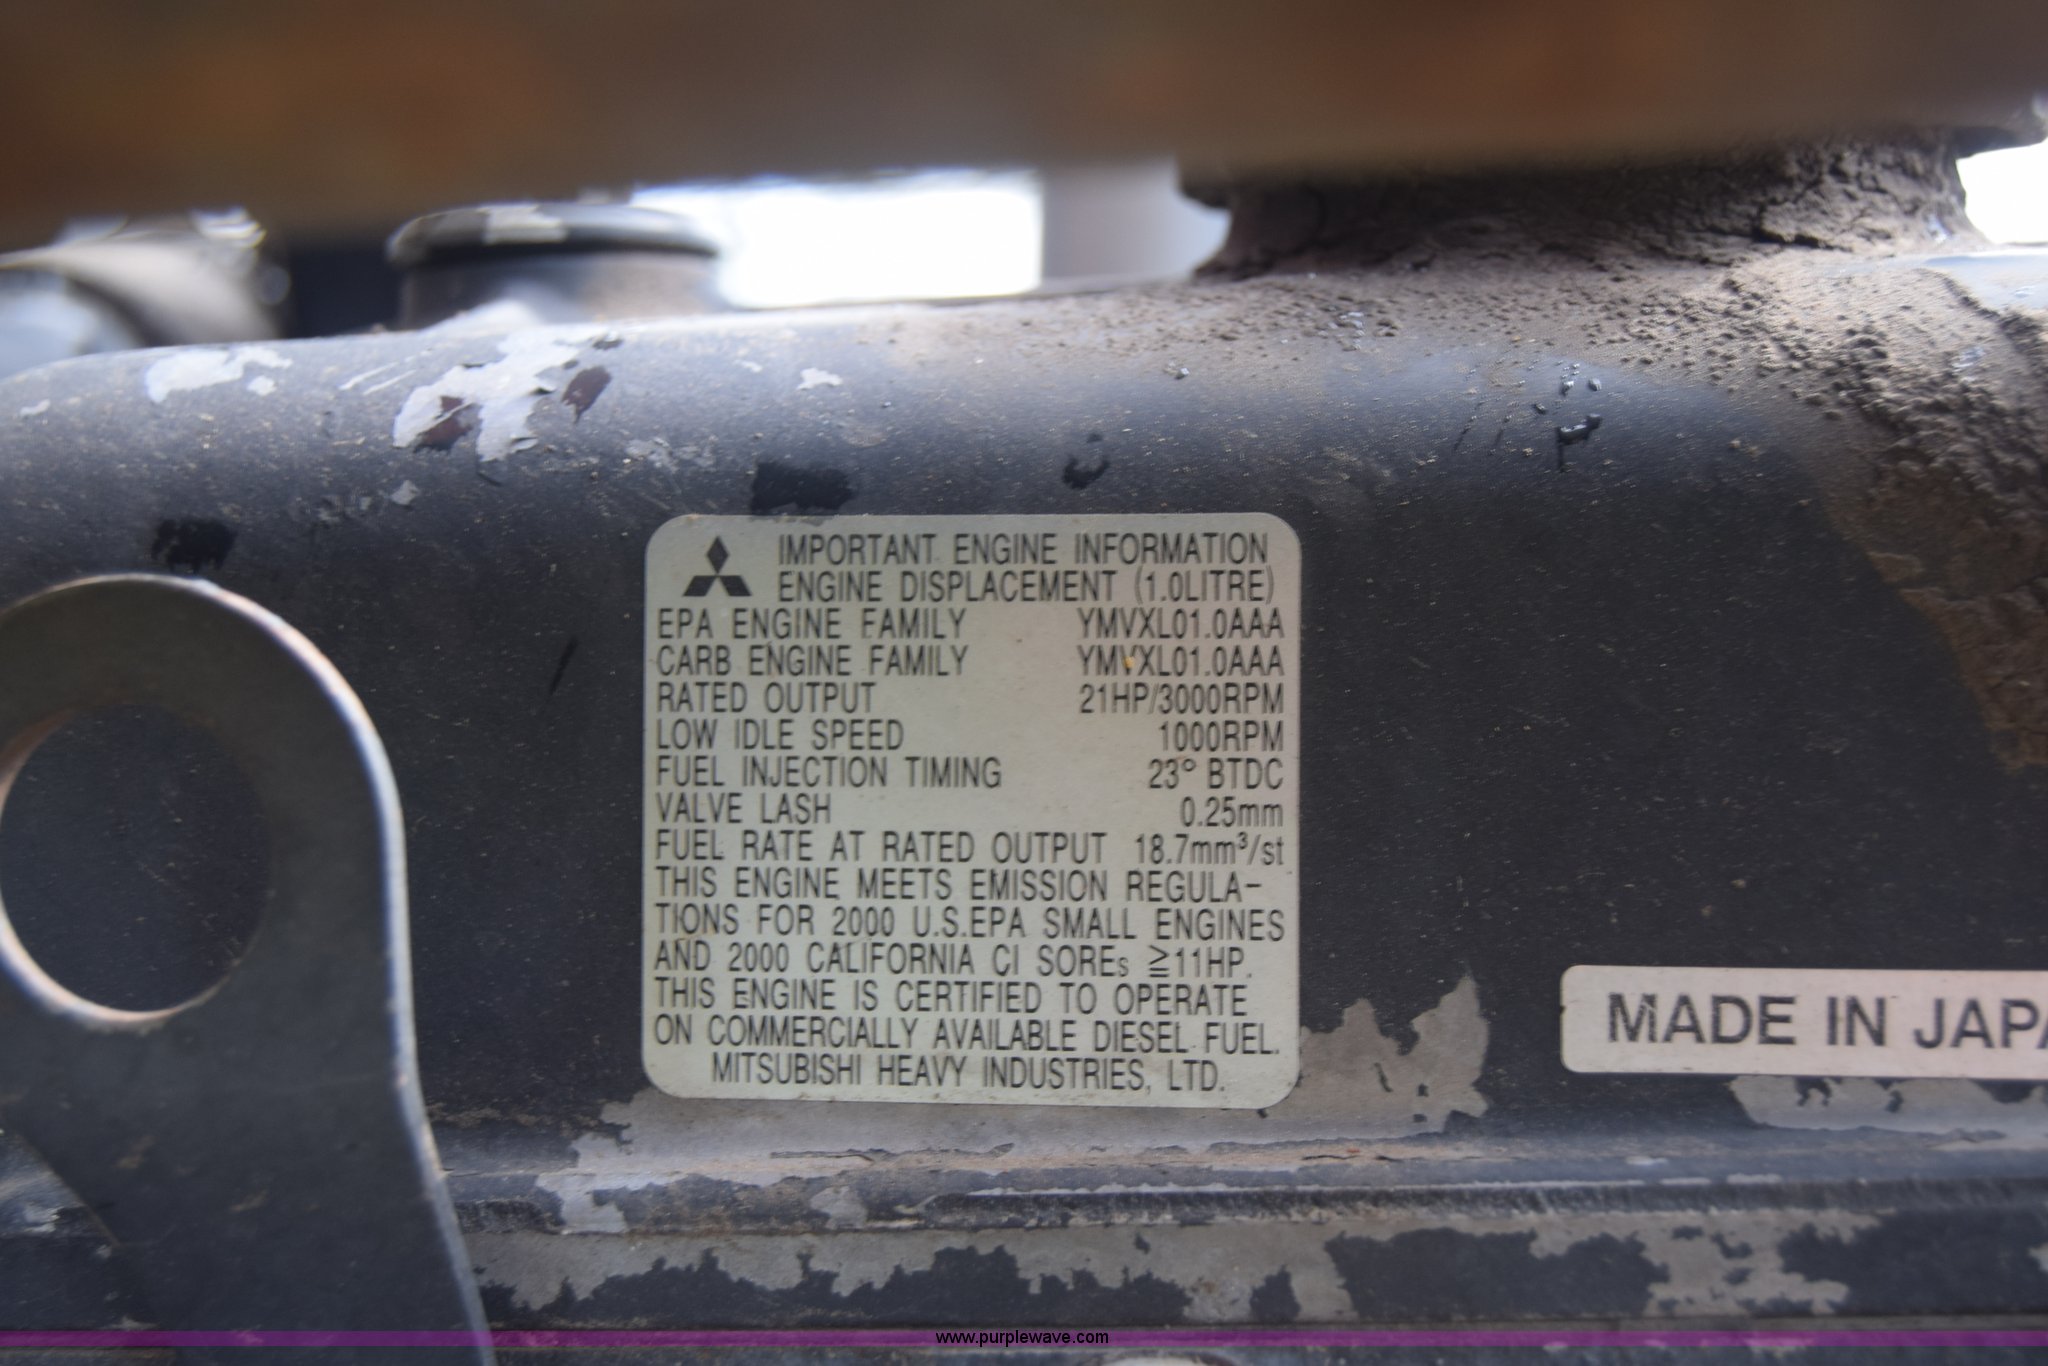 IMPORTANT ENGINE INFORMATION
ENGINE DISPLACEMENT (1.0LITRE)
EPA ENGINE FAMILY YMVXL01.0AAA
CARB ENGINE FAMILY YMVXL01.0AAA
RATED OUTPUT 21HP/3000RPM
LOW IDLE SPEED 1000RPM
FUEL INJECTION TIMING 23° BTDC
VALVE LASH 0.25mm
FUEL RATE AT RATED OUTPUT 18.7mm³/st
THIS ENGINE MEETS EMISSION REGULA-
TIONS FOR 2000 U.S.EPA SMALL ENGINES
AND 2000 CALIFORNIA CI SOREs ≧11HP.
THIS ENGINE IS CERTIFIED TO OPERATE
ON COMMERCIALLY AVAILABLE DIESEL FUEL.
MITSUBISHI HEAVY INDUSTRIES, LTD.
MADE IN JAPA
www.purplewave.com